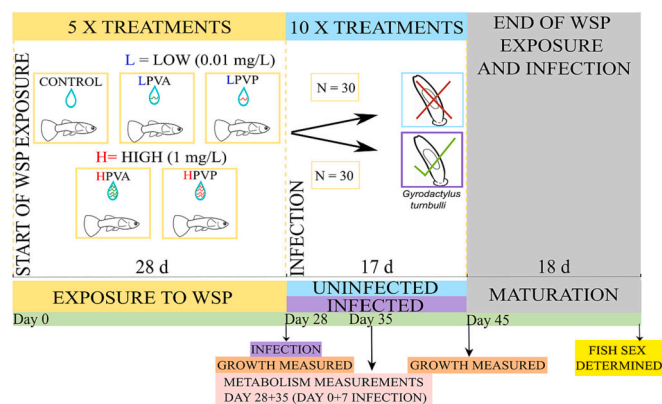 5 X TREATMENTS
10 X TREATMENTS
END OF WSP
EXPOSURE
AND INFECTION
START OF WSP EXPOSURE
L = LOW (0.01 mg/L)
CONTROL
LPVA
LPVP
H= HIGH (1 mg/L)
HPVA
HPVP
INFECTION
N = 30
N = 30
Gyrodactylus
turnbulli
28 d
17 d
18 d
EXPOSURE TO WSP
UNINFECTED
INFECTED
MATURATION
Day 0
Day 28
Day 35
Day 45
INFECTION
GROWTH MEASURED
GROWTH MEASURED
FISH SEX
DETERMINED
METABOLISM MEASUREMENTS
DAY 28+35 (DAY 0+7 INFECTION)